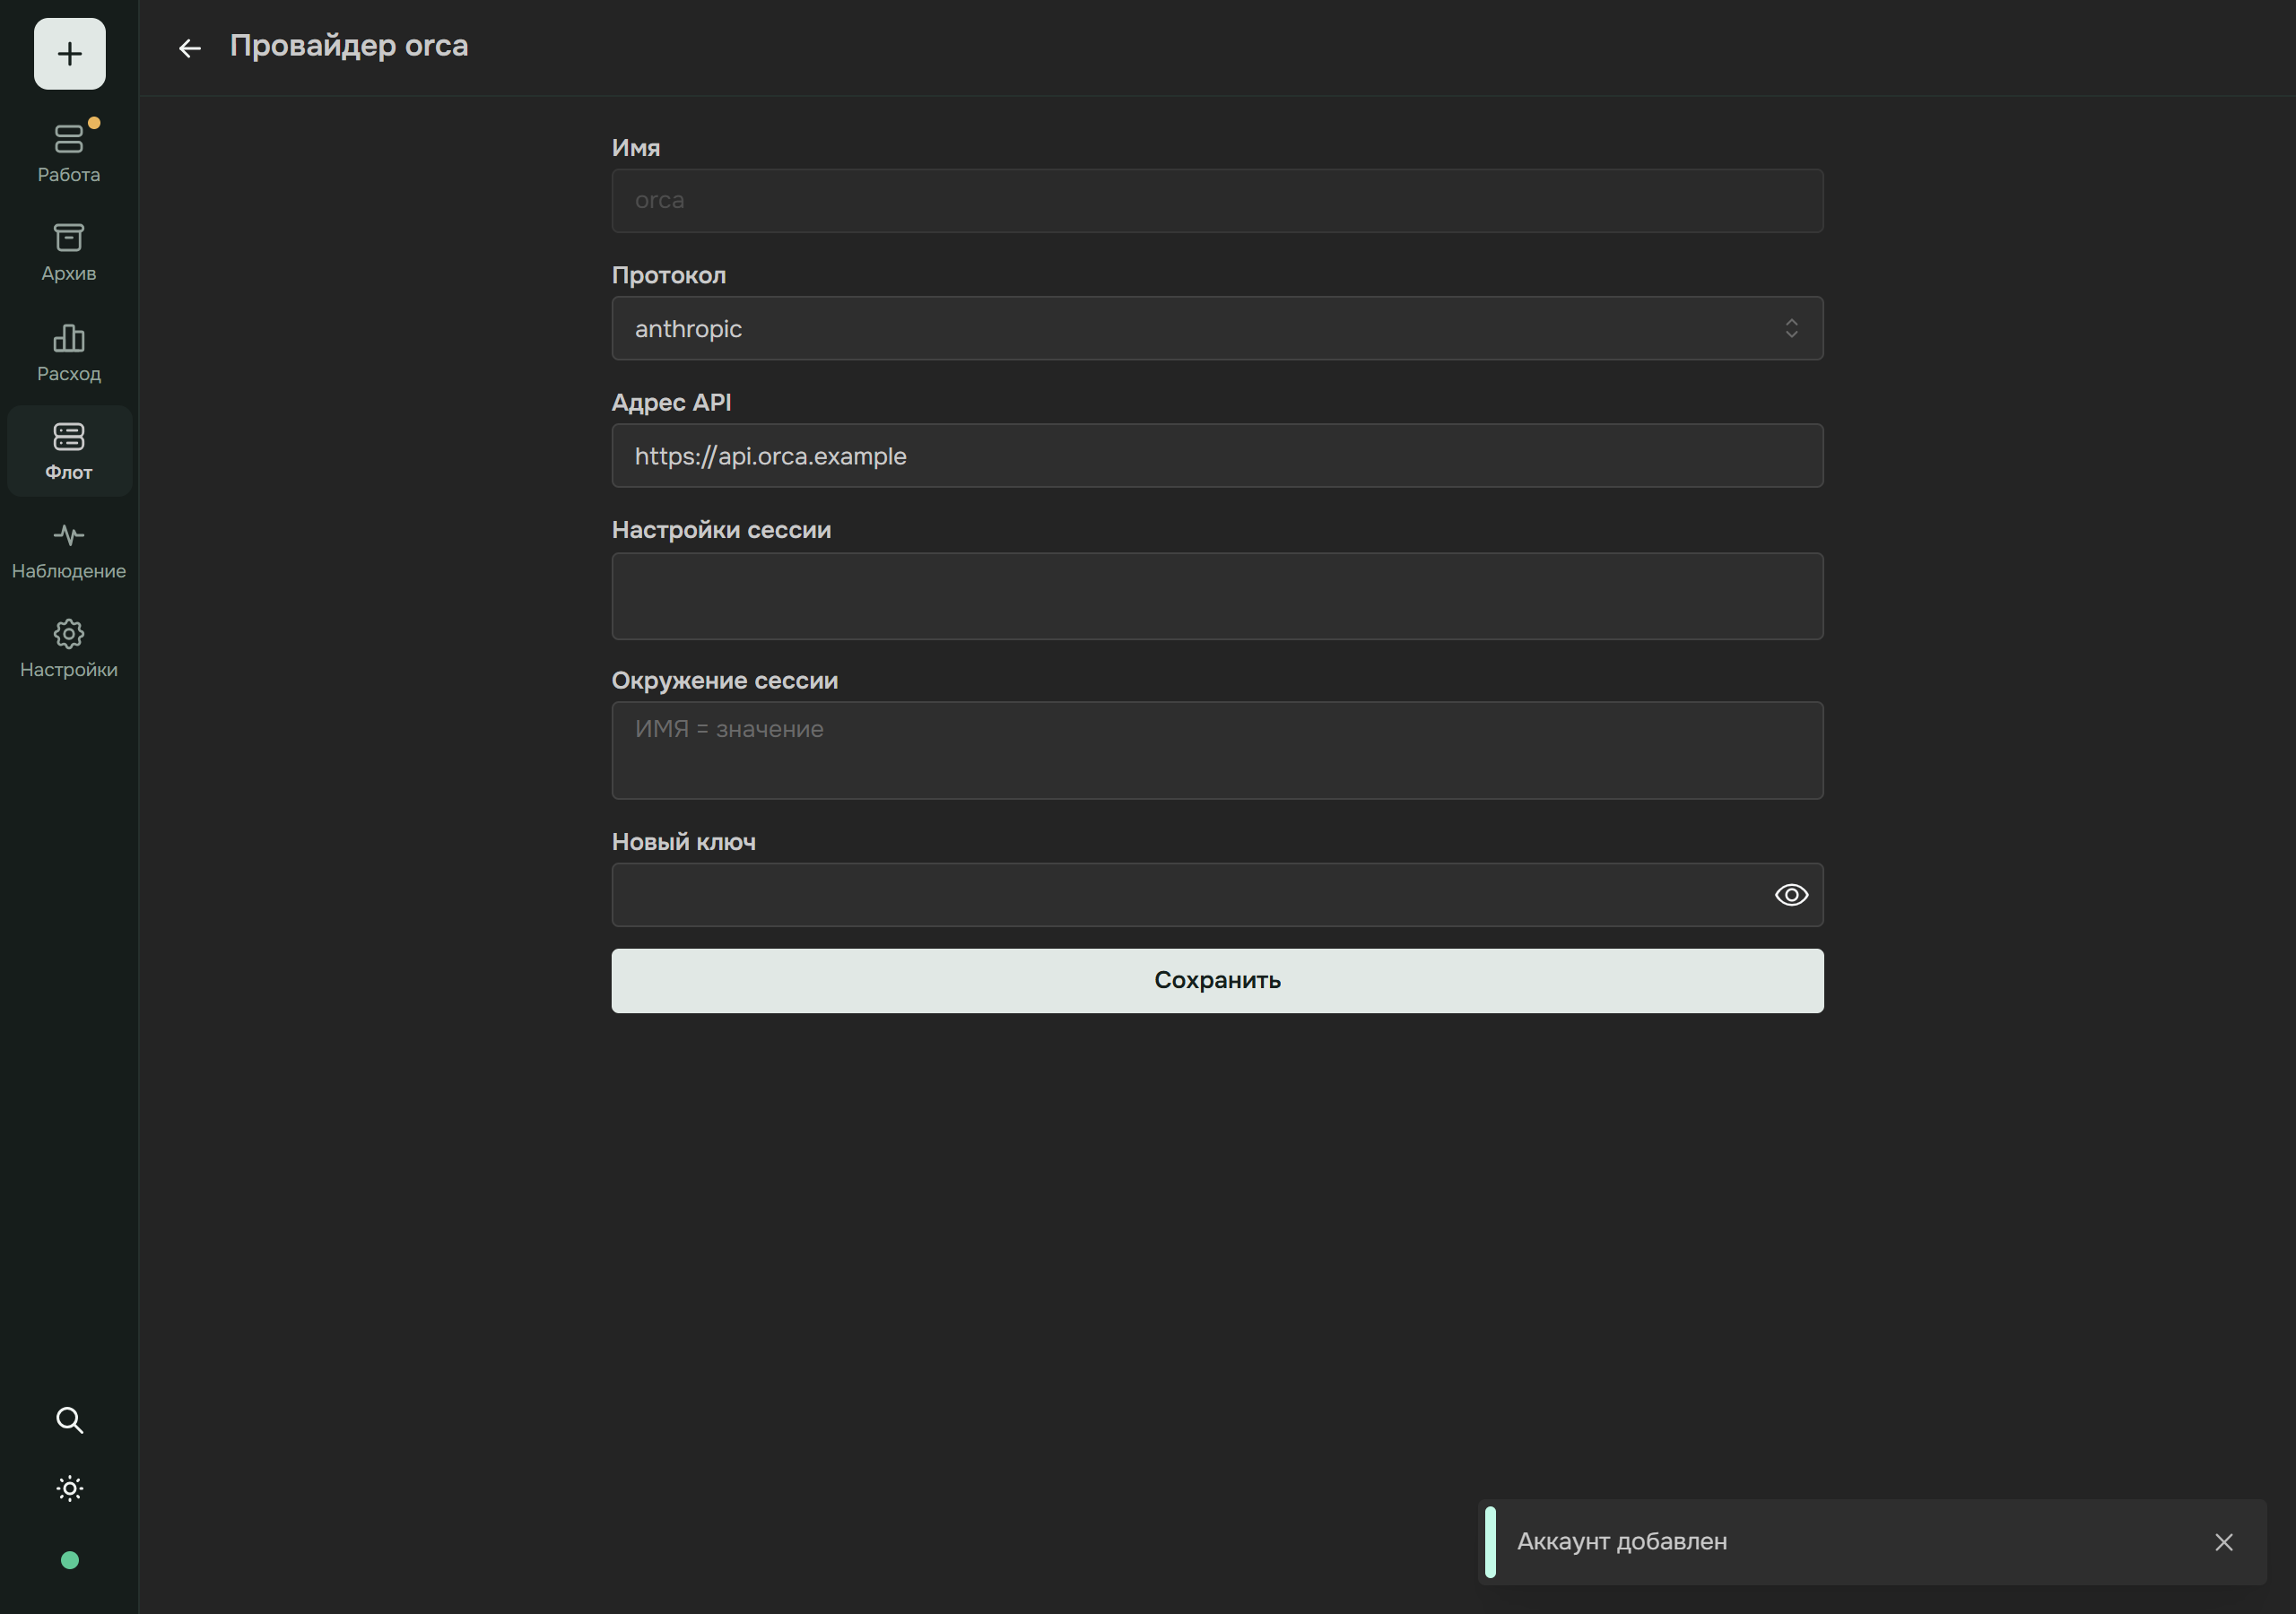 Провайдер orca
Работа
Архив
Расход
Флот
Наблюдение
Настройки
Имя
orca
Протокол
anthropic
Адрес API
https://api.orca.example
Настройки сессии
Окружение сессии
ИМЯ = значение
Новый ключ
Сохранить
Аккаунт добавлен